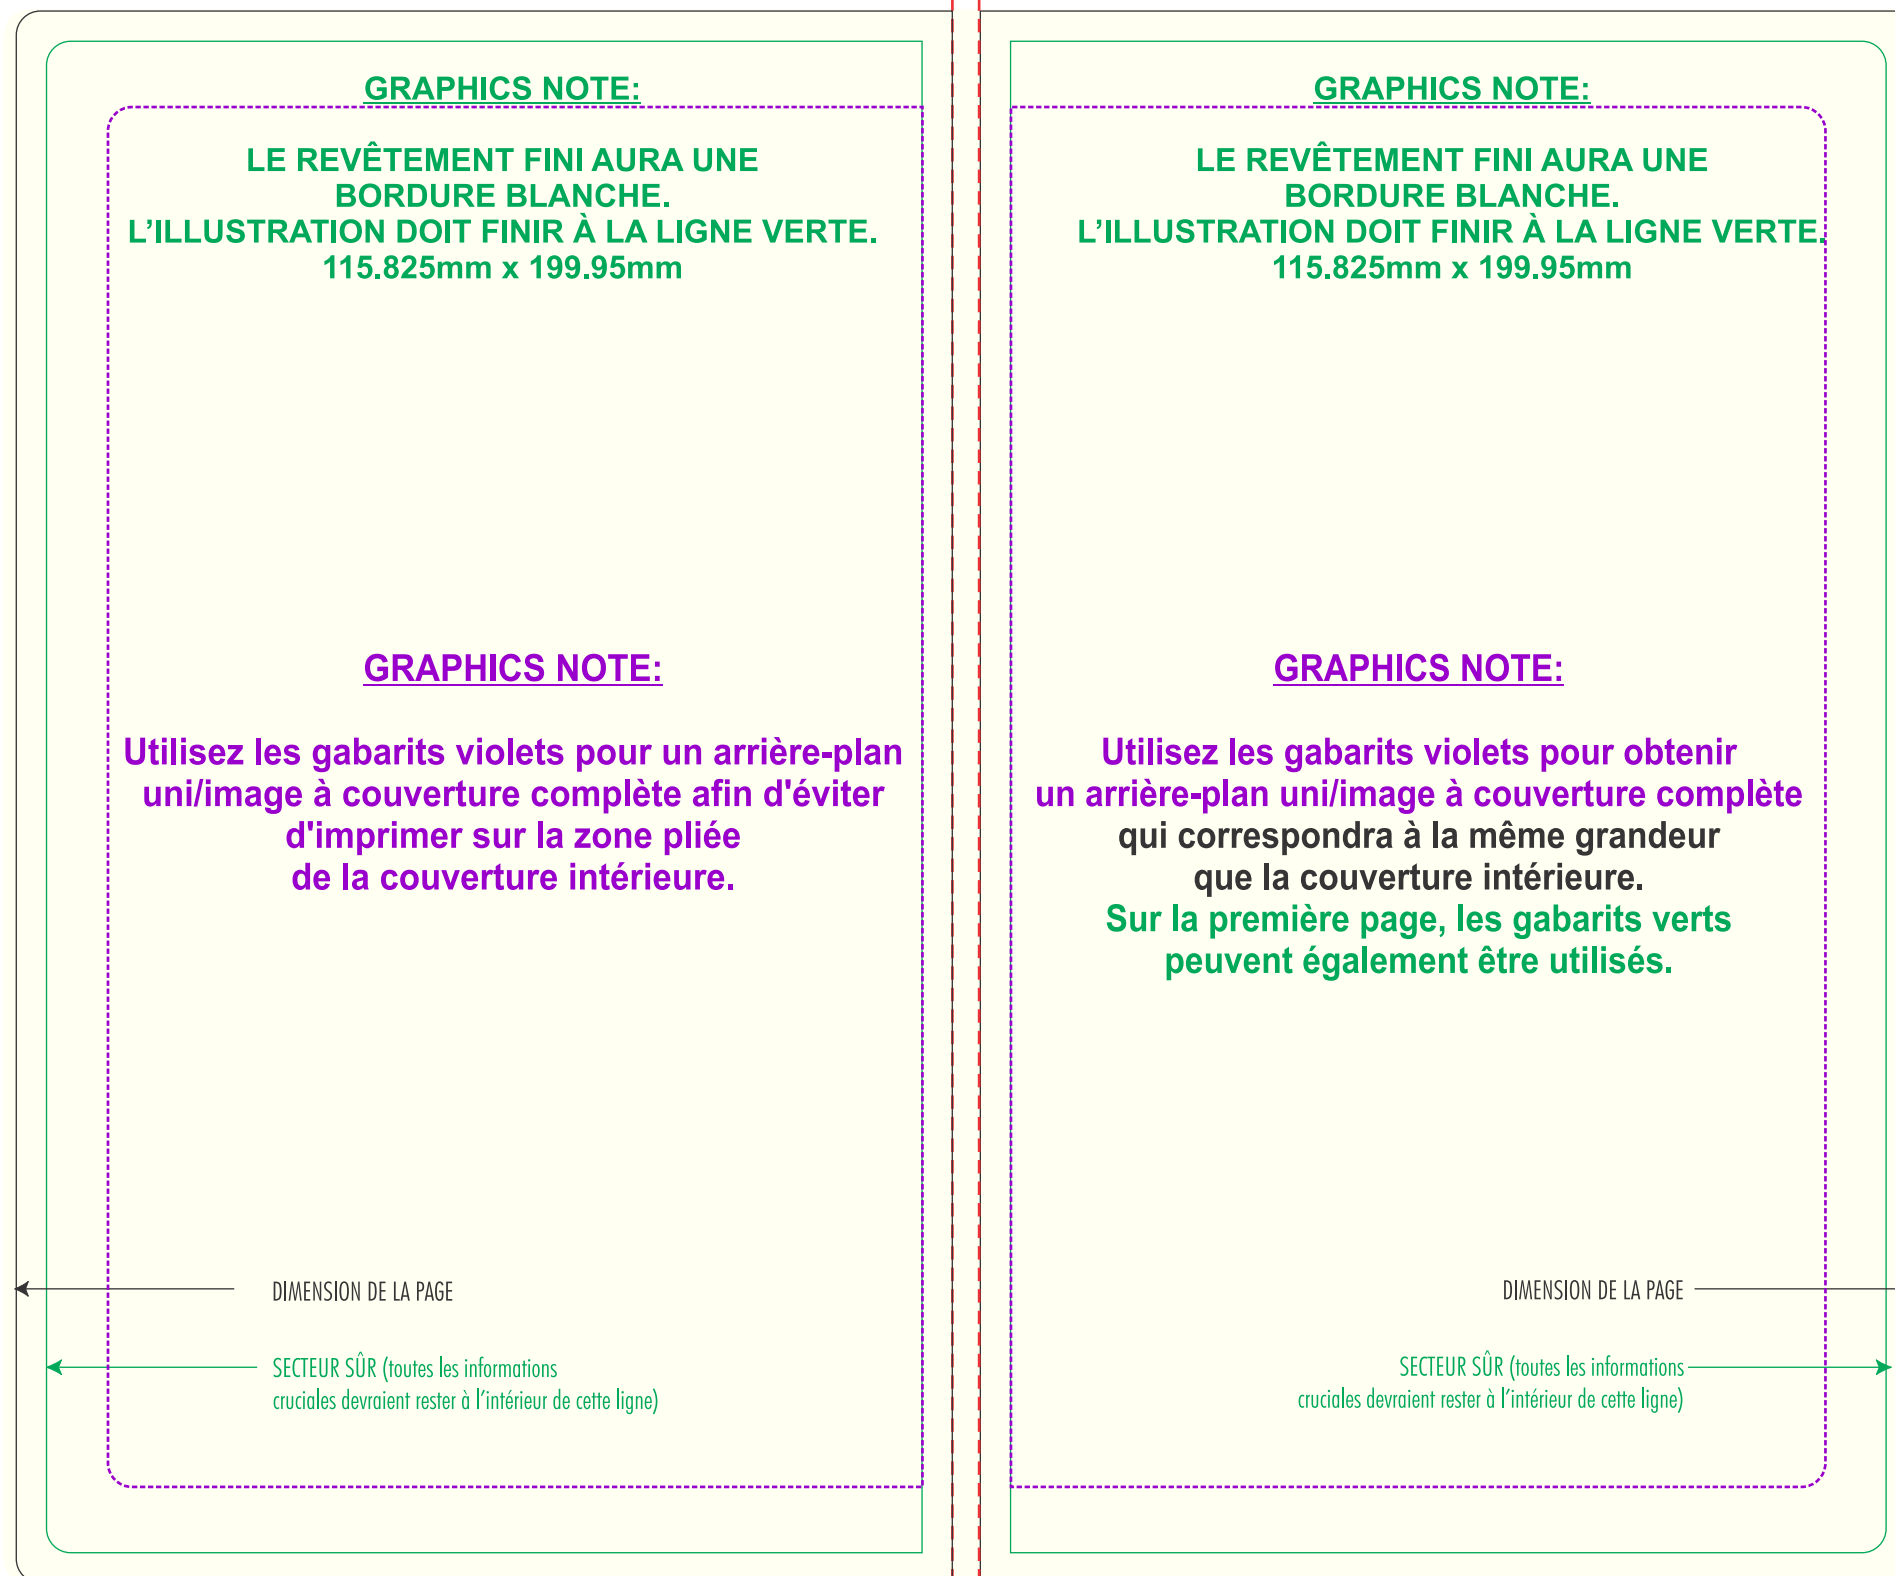 GRAPHICS NOTE:
LE REVÊTEMENT FINI AURA UNE
BORDURE BLANCHE.
L’ILLUSTRATION DOIT FINIR À LA LIGNE VERTE.
115.825mm x 199.95mm
GRAPHICS NOTE:
Utilisez les gabarits violets pour un arrière-plan
uni/image à couverture complète afin d'éviter
d'imprimer sur la zone pliée
de la couverture intérieure.
DIMENSION DE LA PAGE
SECTEUR SÛR (toutes les informations
cruciales devraient rester à l’intérieur de cette ligne)
GRAPHICS NOTE:
LE REVÊTEMENT FINI AURA UNE
BORDURE BLANCHE.
L’ILLUSTRATION DOIT FINIR À LA LIGNE VERTE.
115.825mm x 199.95mm
GRAPHICS NOTE:
Utilisez les gabarits violets pour obtenir
un arrière-plan uni/image à couverture complète
qui correspondra à la même grandeur
que la couverture intérieure.
Sur la première page, les gabarits verts
peuvent également être utilisés.
DIMENSION DE LA PAGE
SECTEUR SÛR (toutes les informations
cruciales devraient rester à l’intérieur de cette ligne)